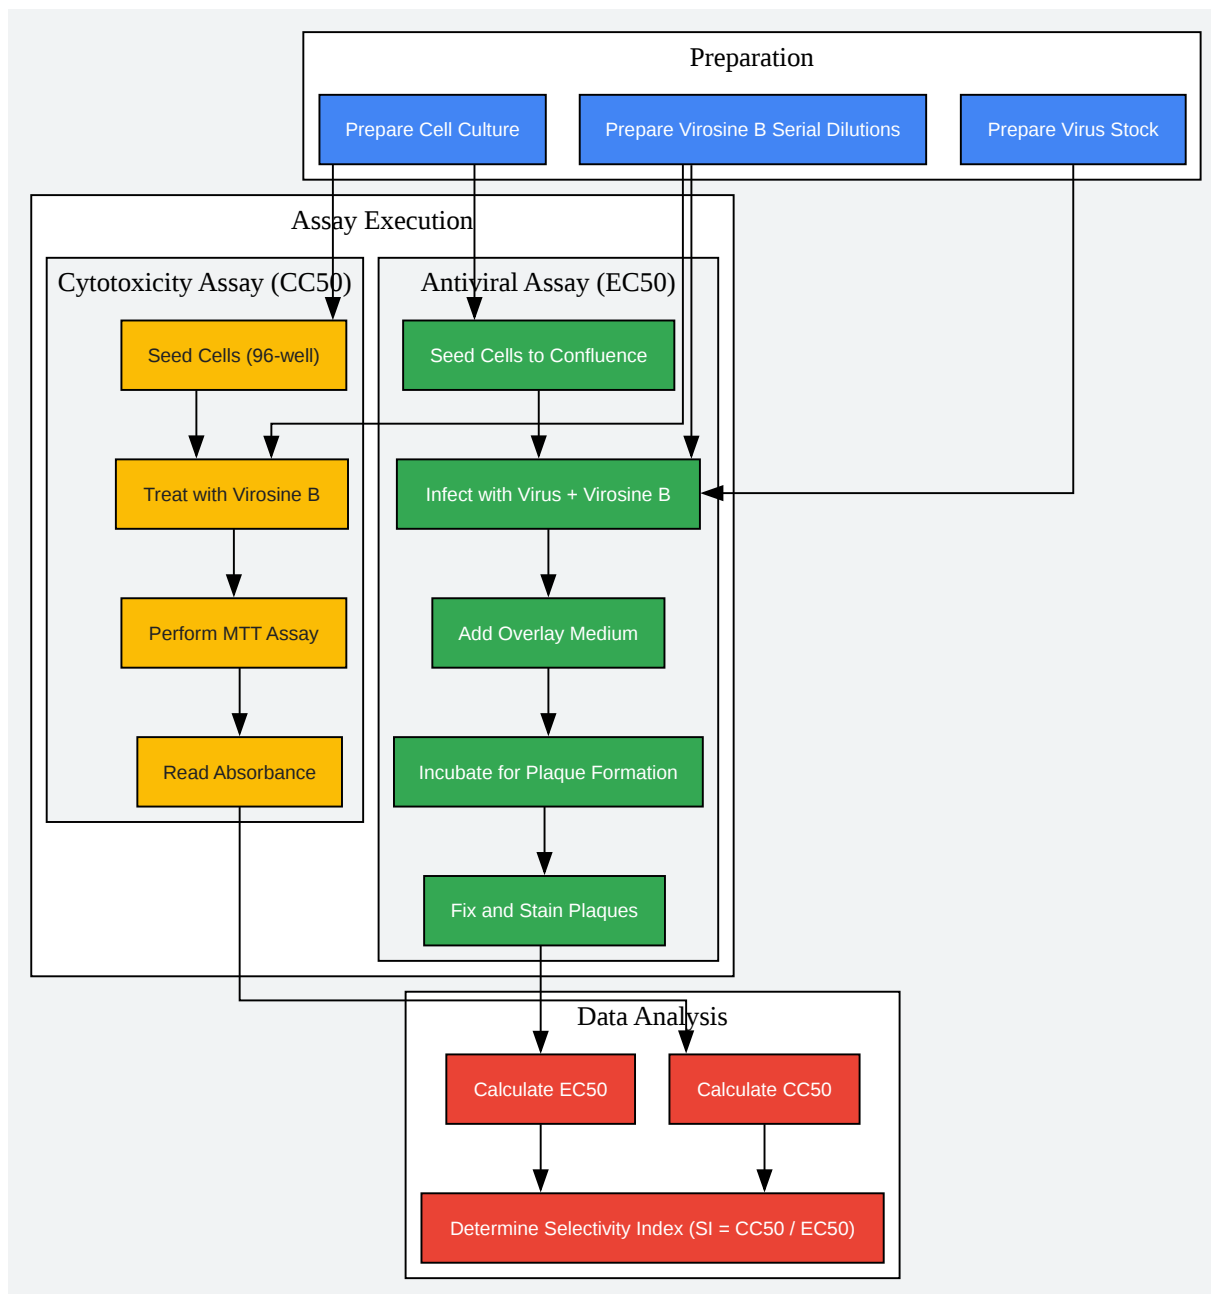 Preparation
Prepare Cell Culture
Prepare Virosine B Serial Dilutions
Prepare Virus Stock
Assay Execution
Cytotoxicity Assay (CC50)
Antiviral Assay (EC50)
Seed Cells (96-well)
Seed Cells to Confluence
Treat with Virosine B
Infect with Virus + Virosine B
Perform MTT Assay
Add Overlay Medium
Read Absorbance
Incubate for Plaque Formation
Fix and Stain Plaques
Data Analysis
Calculate EC50
Calculate CC50
Determine Selectivity Index (SI = CC50 / EC50)